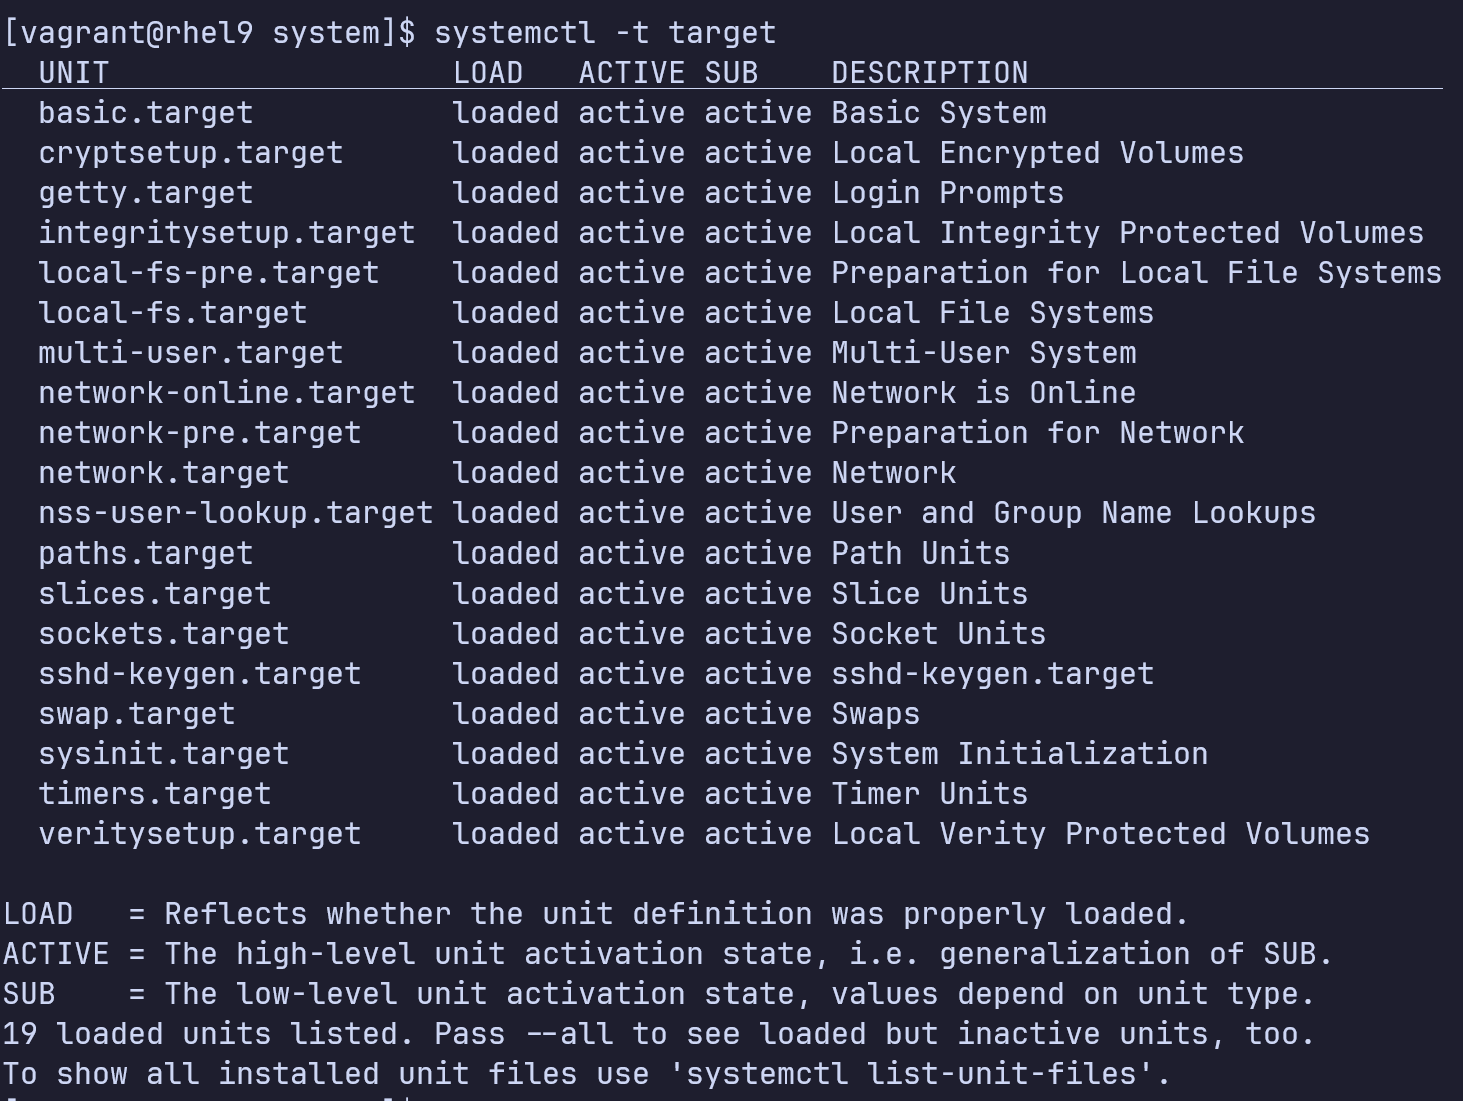 [vagrant@rhel9 system]$ systemctl -t target
  UNIT                   LOAD   ACTIVE SUB    DESCRIPTION
  basic.target           loaded active active Basic System
  cryptsetup.target      loaded active active Local Encrypted Volumes
  getty.target           loaded active active Login Prompts
  integritysetup.target  loaded active active Local Integrity Protected Volumes
  local-fs-pre.target    loaded active active Preparation for Local File Systems
  local-fs.target        loaded active active Local File Systems
  multi-user.target      loaded active active Multi-User System
  network-online.target  loaded active active Network is Online
  network-pre.target     loaded active active Preparation for Network
  network.target         loaded active active Network
  nss-user-lookup.target loaded active active User and Group Name Lookups
  paths.target           loaded active active Path Units
  slices.target          loaded active active Slice Units
  sockets.target         loaded active active Socket Units
  sshd-keygen.target     loaded active active sshd-keygen.target
  swap.target            loaded active active Swaps
  sysinit.target         loaded active active System Initialization
  timers.target          loaded active active Timer Units
  veritysetup.target     loaded active active Local Verity Protected Volumes

LOAD   = Reflects whether the unit definition was properly loaded.
ACTIVE = The high-level unit activation state, i.e. generalization of SUB.
SUB    = The low-level unit activation state, values depend on unit type.
19 loaded units listed. Pass --all to see loaded but inactive units, too.
To show all installed unit files use 'systemctl list-unit-files'.